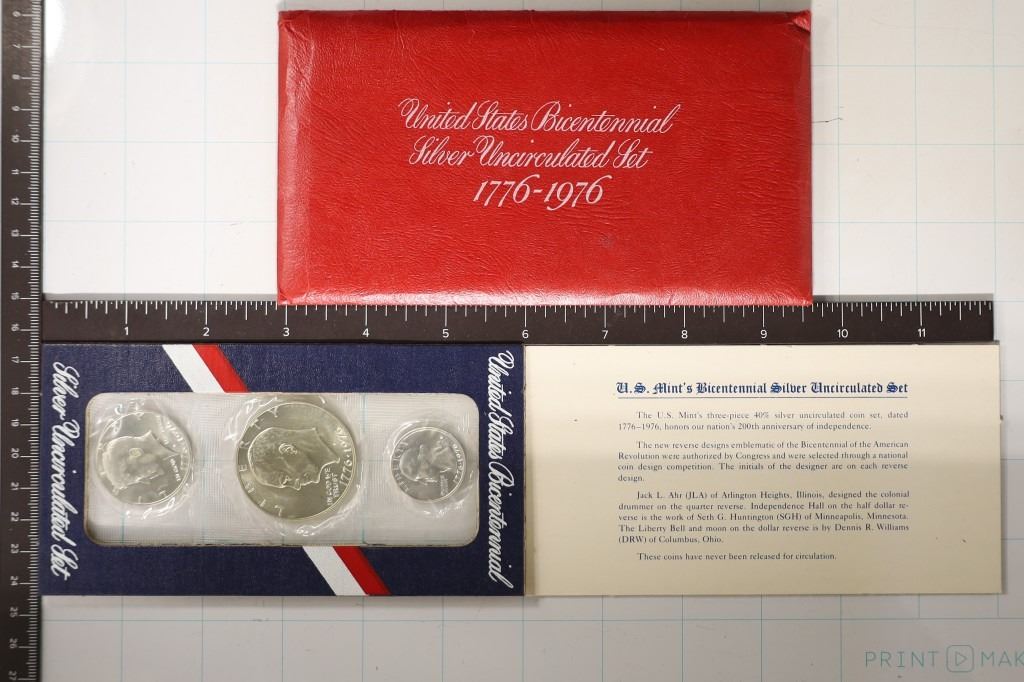 United States Bicentennial
Silver Uncirculated Set
1776-1976
1 2 3 4 5 6 7 8 9 10 11
Silver Uncirculated Set
United States Bicentennial
LIBERTY
IN GOD WE
TRUST
1776-1976
U.S. Mint's Bicentennial Silver Uncirculated Set
The U.S. Mint's three-piece 40% silver uncirculated coin set, dated
1776-1976, honors our nation's 200th anniversary of independence.
The new reverse designs emblematic of the Bicentennial of the American
Revolution were authorized by Congress and were selected through a national
coin design competition. The initials of the designer are on each reverse
design.
Jack L. Ahr (JLA) of Arlington Heights, Illinois, designed the colonial
drummer on the quarter reverse. Independence Hall on the half dollar re-
verse is the work of Seth G. Huntington (SGH) of Minneapolis, Minnesota.
The Liberty Bell and moon on the dollar reverse is by Dennis R. Williams
(DRW) of Columbus, Ohio.
These coins have never been released for circulation.
PRINT MAK